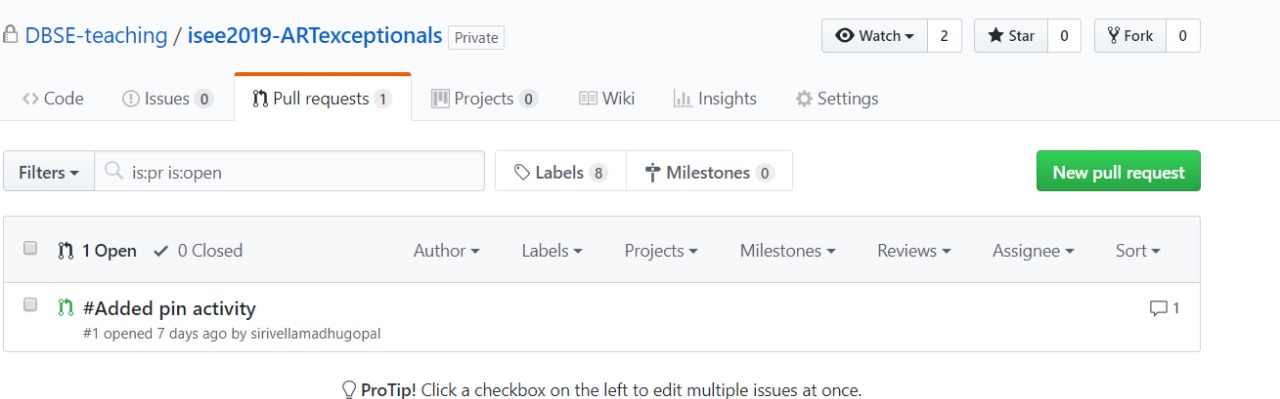 DBSE-teaching / isee2019-ARTexceptionals Private Watch 2 Star 0 Fork 0
Code Issues 0 Pull requests 1 Projects 0 Wiki Insights Settings
Filters is:pr is:open Labels 8 Milestones 0 New pull request
1 Open 0 Closed Author Labels Projects Milestones Reviews Assignee Sort
#Added pin activity 1
#1 opened 7 days ago by sirivellamadhugopal
ProTip! Click a checkbox on the left to edit multiple issues at once.